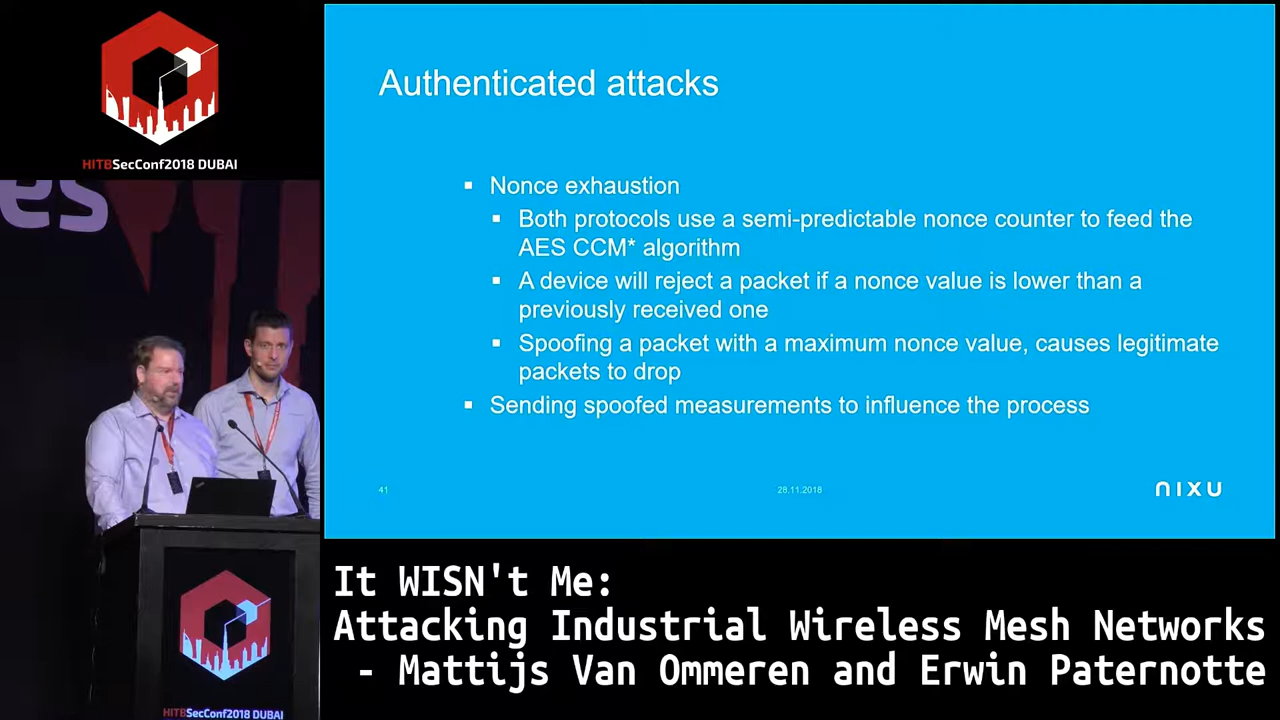 HITBSecConf2018 DUBAI
es
Authenticated attacks
▪ Nonce exhaustion
▪ Both protocols use a semi-predictable nonce counter to feed the
AES CCM* algorithm
▪ A device will reject a packet if a nonce value is lower than a
previously received one
▪ Spoofing a packet with a maximum nonce value, causes legitimate
packets to drop
▪ Sending spoofed measurements to influence the process
41
28.11.2018
nixu
HITBSecConf2018 DUBAI
It WISN't Me:
Attacking Industrial Wireless Mesh Networks
- Mattijs Van Ommeren and Erwin Paternotte